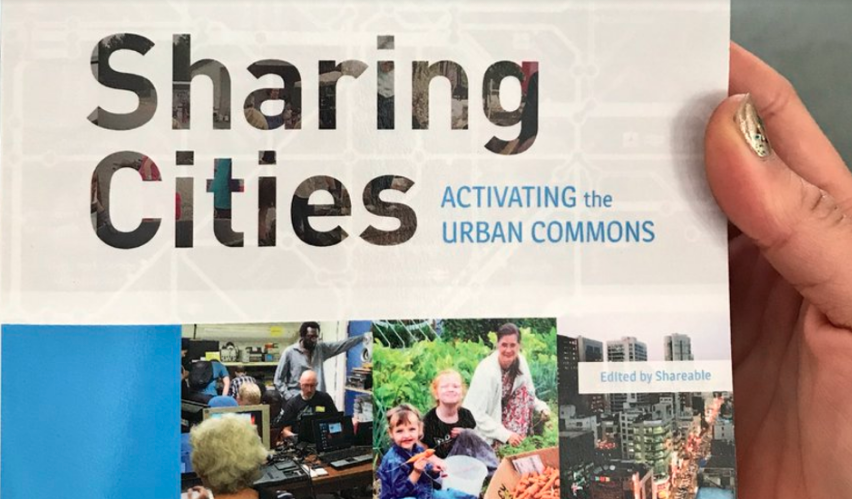 Sharing
Cities
ACTIVATING the
URBAN COMMONS
Edited by Shareable